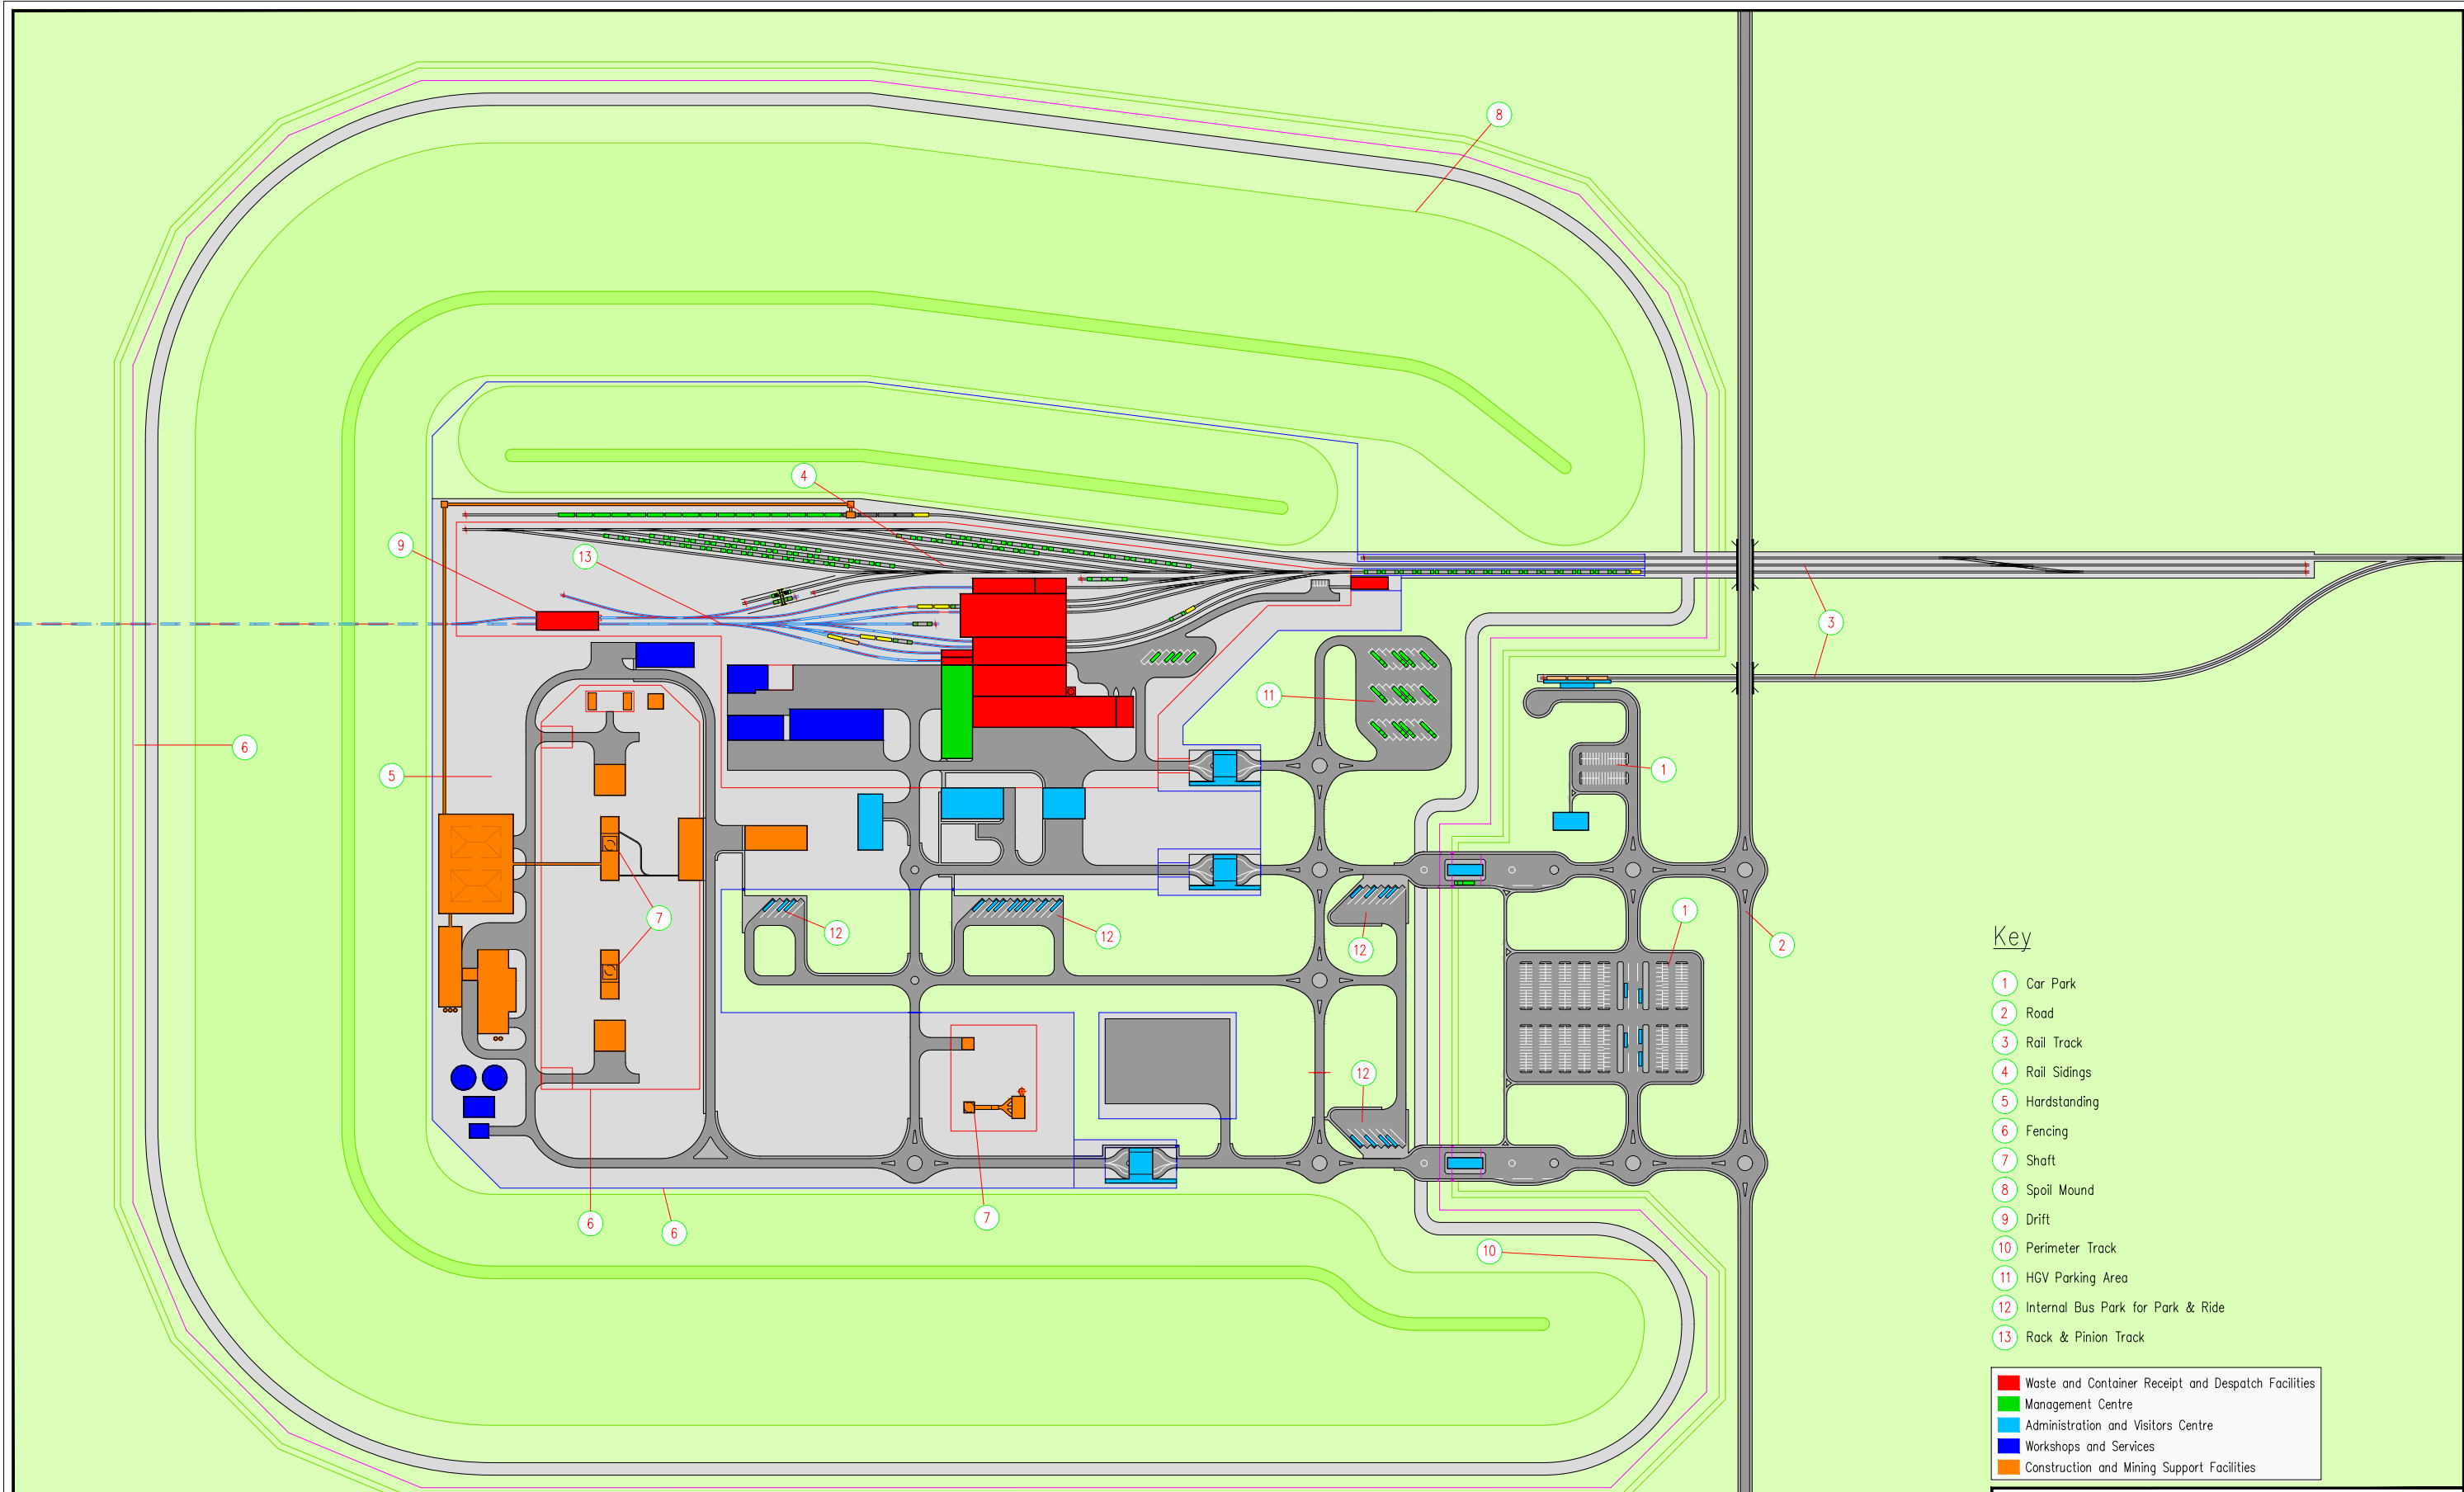 8
4
9
13
3
11
6
5
1
7
1
12
12
12
2
12
7
6
6
10
Key
1 Car Park
2 Road
3 Rail Track
4 Rail Sidings
5 Hardstanding
6 Fencing
7 Shaft
8 Spoil Mound
9 Drift
10 Perimeter Track
11 HGV Parking Area
12 Internal Bus Park for Park & Ride
13 Rack & Pinion Track
Waste and Container Receipt and Despatch Facilities
Management Centre
Administration and Visitors Centre
Workshops and Services
Construction and Mining Support Facilities